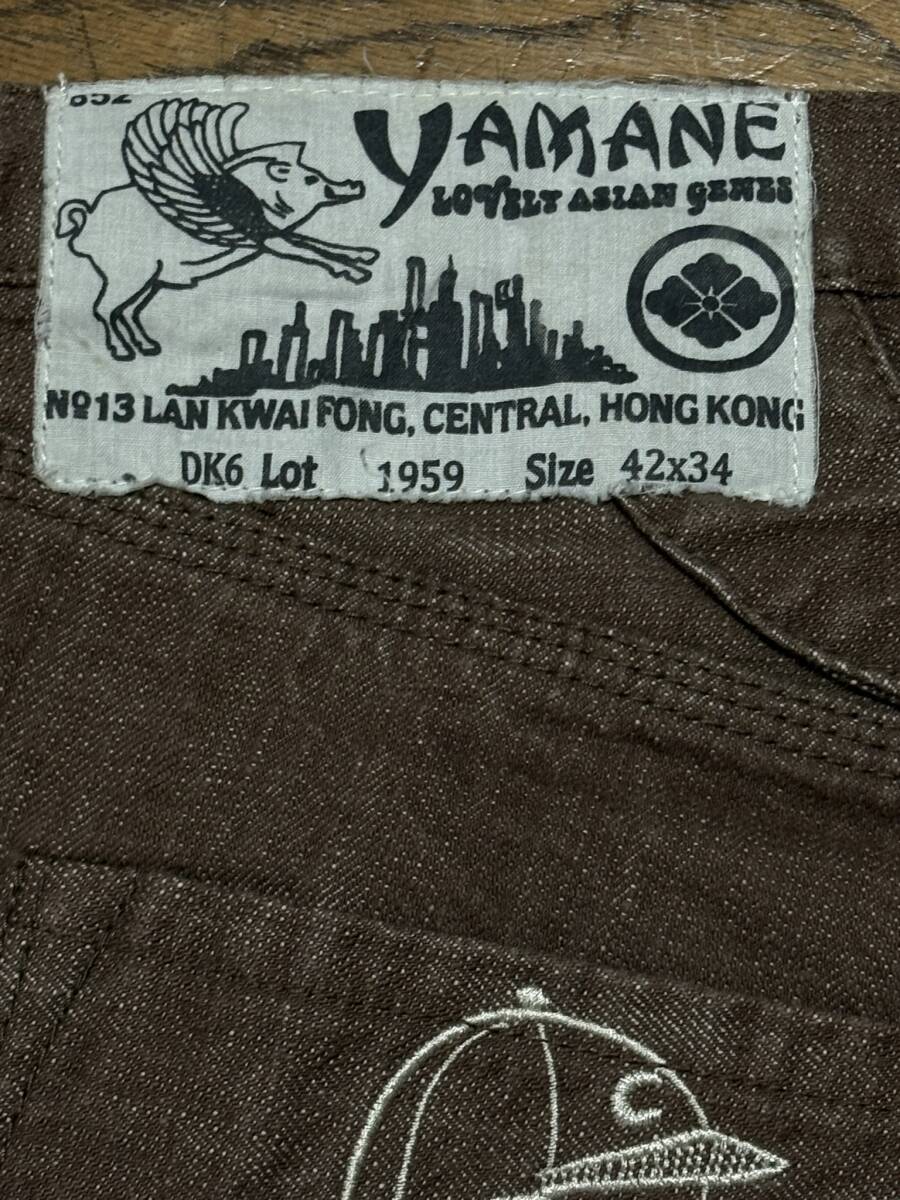 YAMANE
LOVELY ASIAN GENES
Nº13 LAN KWAI FONG, CENTRAL, HONG KONG
DK6 Lot 1959 Size 42x34
C